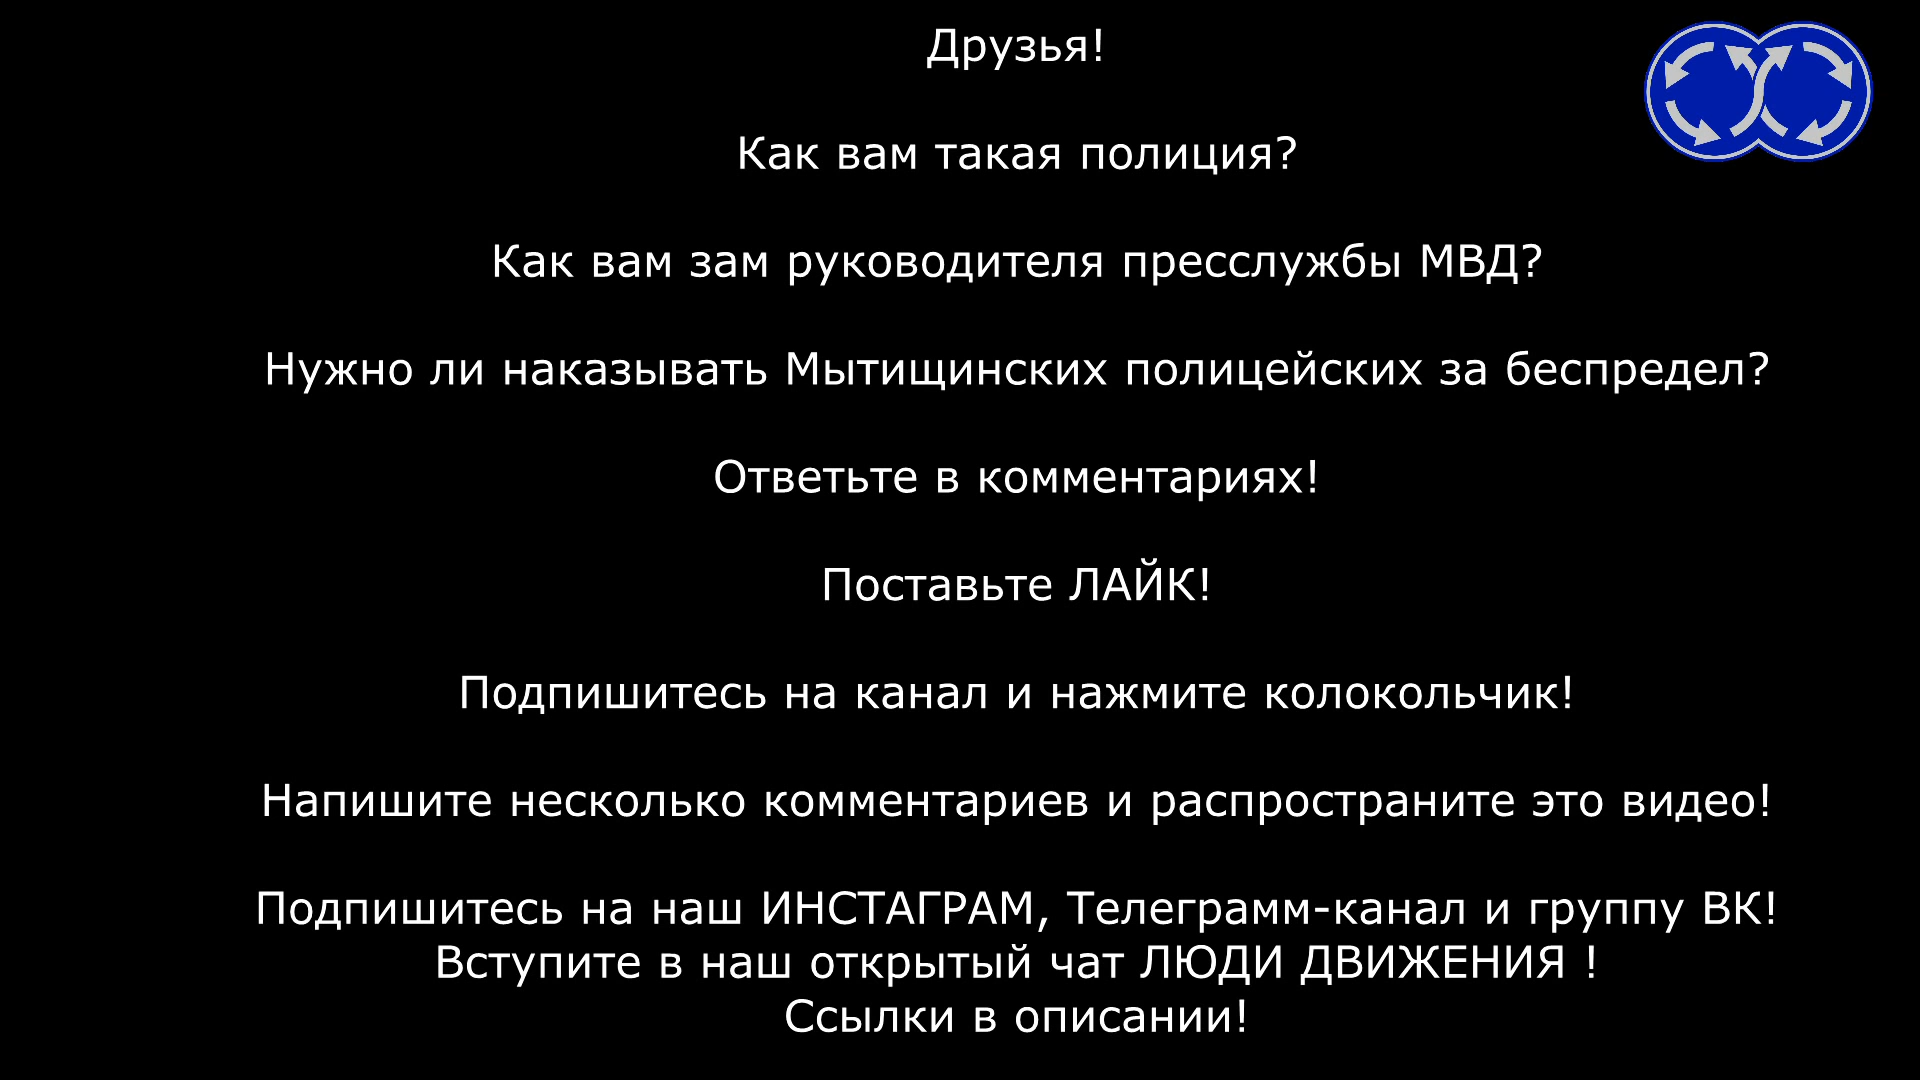 Друзья!
Как вам такая полиция?
Как вам зам руководителя пресслужбы МВД?
Нужно ли наказывать Мытищинских полицейских за беспредел?
Ответьте в комментариях!
Поставьте ЛАЙК!
Подпишитесь на канал и нажмите колокольчик!
Напишите несколько комментариев и распространите это видео!
Подпишитесь на наш ИНСТАГРАМ, Телеграмм-канал и группу ВК!
Вступите в наш открытый чат ЛЮДИ ДВИЖЕНИЯ !
Ссылки в описании!